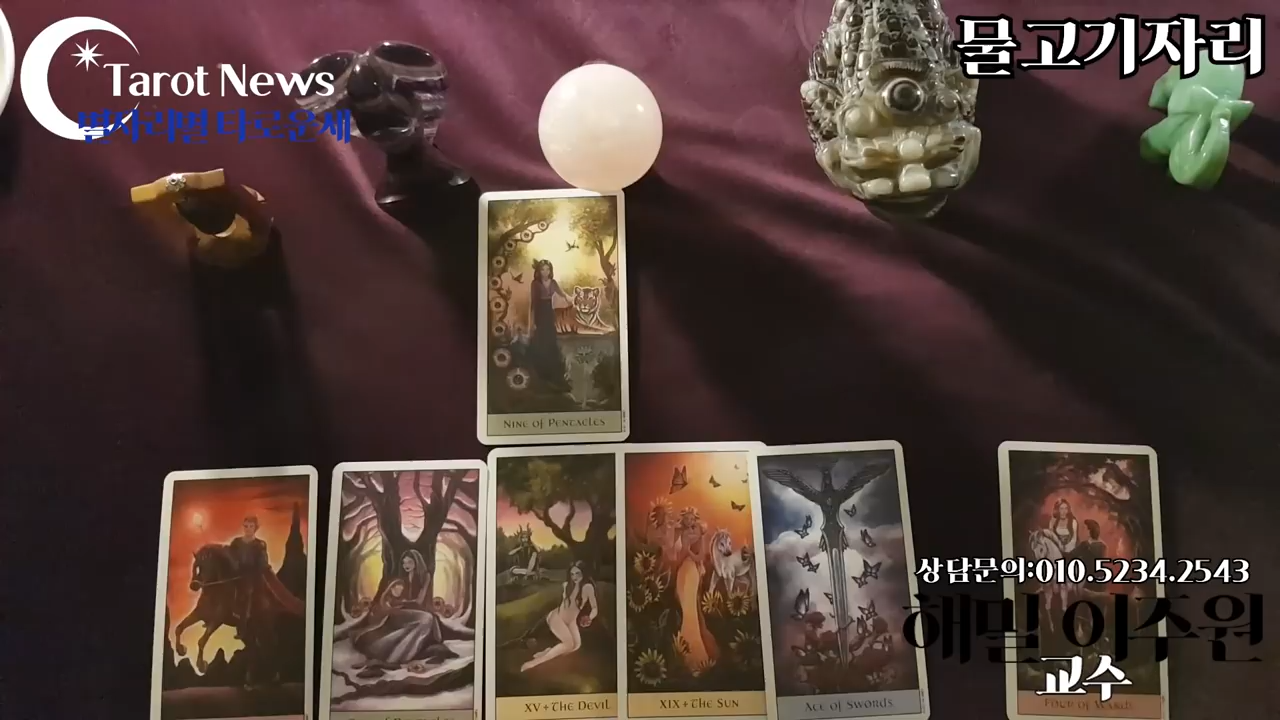 Tarot News
별자리별 타로운세
물고기자리
NINE of PENTACLES
XV + THE DEVIL
XIX + THE SUN
ACE of SWORDS
FOUR of WANDS
상담문의:010.5234.2543
해밀 이주원
교수